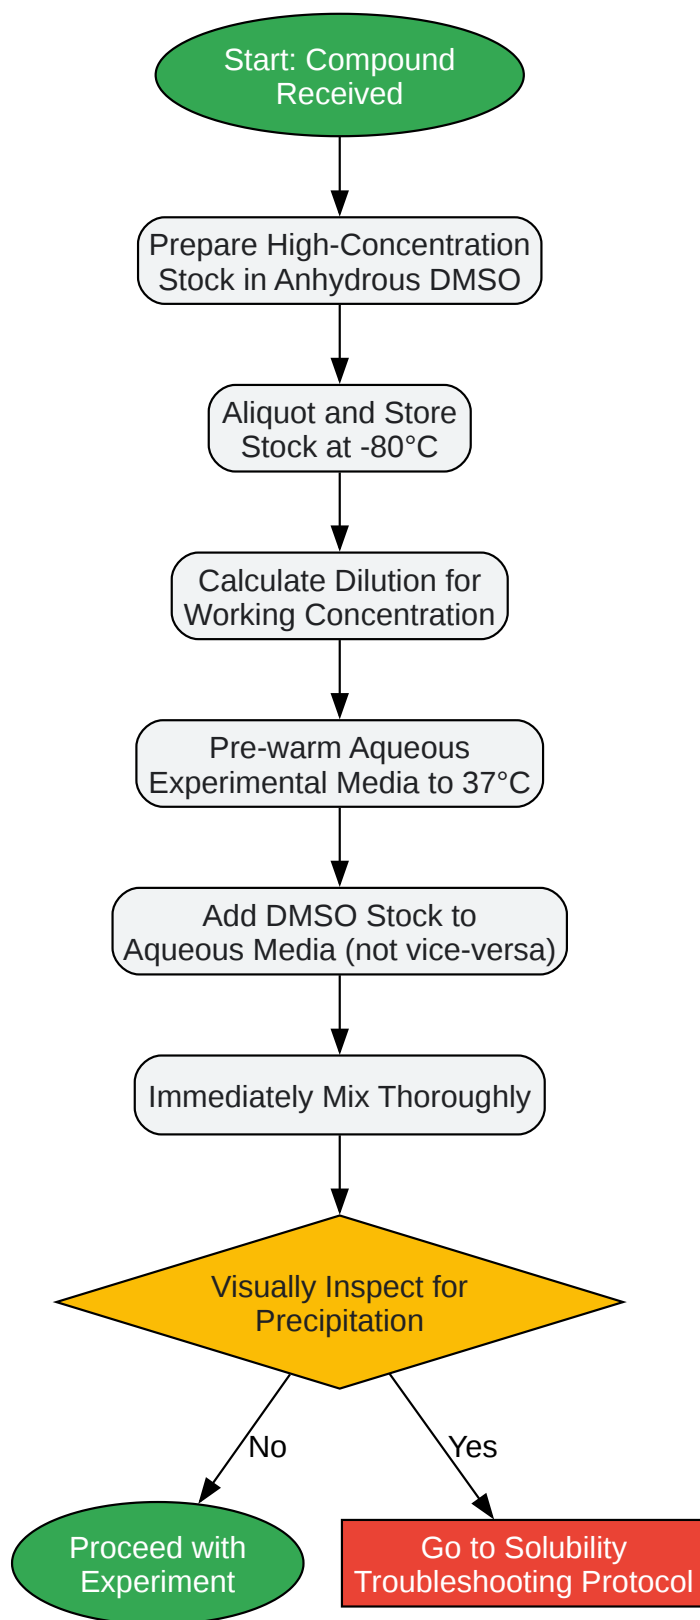 Start: Compound
Received
Prepare High-Concentration
Stock in Anhydrous DMSO
Aliquot and Store
Stock at -80°C
Calculate Dilution for
Working Concentration
Pre-warm Aqueous
Experimental Media to 37°C
Add DMSO Stock to
Aqueous Media (not vice-versa)
Immediately Mix Thoroughly
Visually Inspect for
Precipitation
No
Yes
Proceed with
Experiment
Go to Solubility
Troubleshooting Protocol